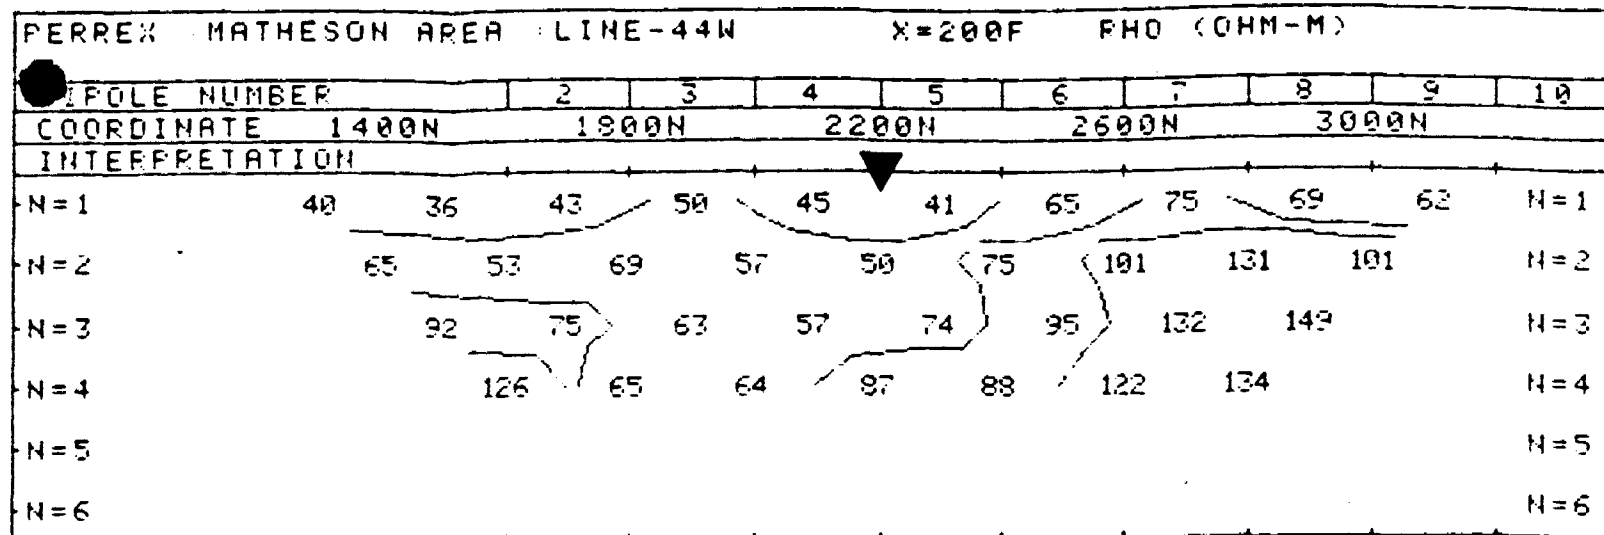 PERREX MATHESON AREA LINE-44W X=200F RHO (OHM-M)
IPOLE NUMBER 2 3 4 5 6 7 8 9 10
COORDINATE 1400N 1800N 2200N 2600N 3000N
INTERPRETATION
N=1 40 36 43 50 45 41 65 75 69 62 N=1
N=2 65 53 69 57 50 75 101 131 101 N=2
N=3 92 75 63 57 74 95 132 149 N=3
N=4 126 65 64 87 88 122 134 N=4
N=5 N=5
N=6 N=6